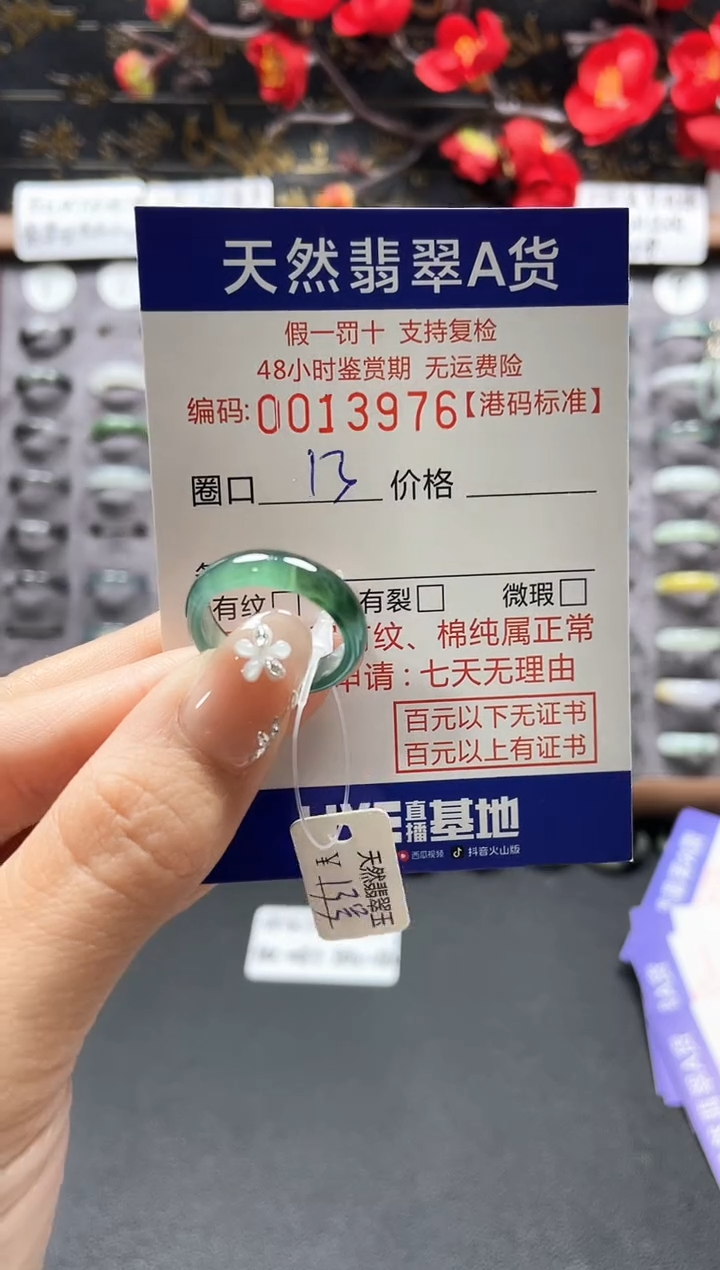 天然翡翠A货
假一罚十 支持复检
48小时鉴赏期 无运费险
编码:0013976【港码标准】
圈口 13 价格
有纹□ 有裂□ 微瑕□
纹、棉纯属正常
申请:七天无理由
百元以下无证书
百元以上有证书
直播基地
西瓜视频 抖音火山版
天然翡翠玉
¥